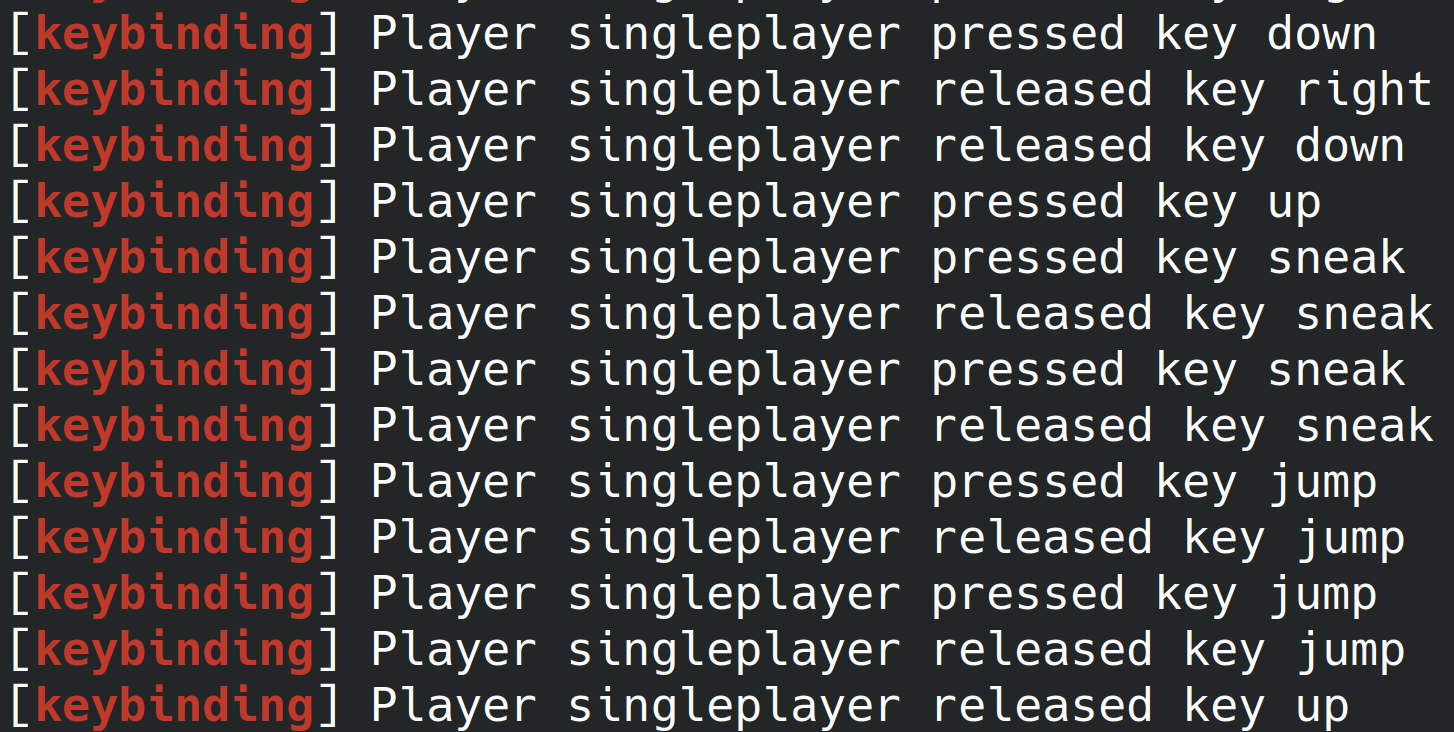 [keybinding] Player singleplayer pressed key down
[keybinding] Player singleplayer released key right
[keybinding] Player singleplayer released key down
[keybinding] Player singleplayer pressed key up
[keybinding] Player singleplayer pressed key sneak
[keybinding] Player singleplayer released key sneak
[keybinding] Player singleplayer pressed key sneak
[keybinding] Player singleplayer released key sneak
[keybinding] Player singleplayer pressed key jump
[keybinding] Player singleplayer released key jump
[keybinding] Player singleplayer pressed key jump
[keybinding] Player singleplayer released key jump
[keybinding] Player singleplayer released key up